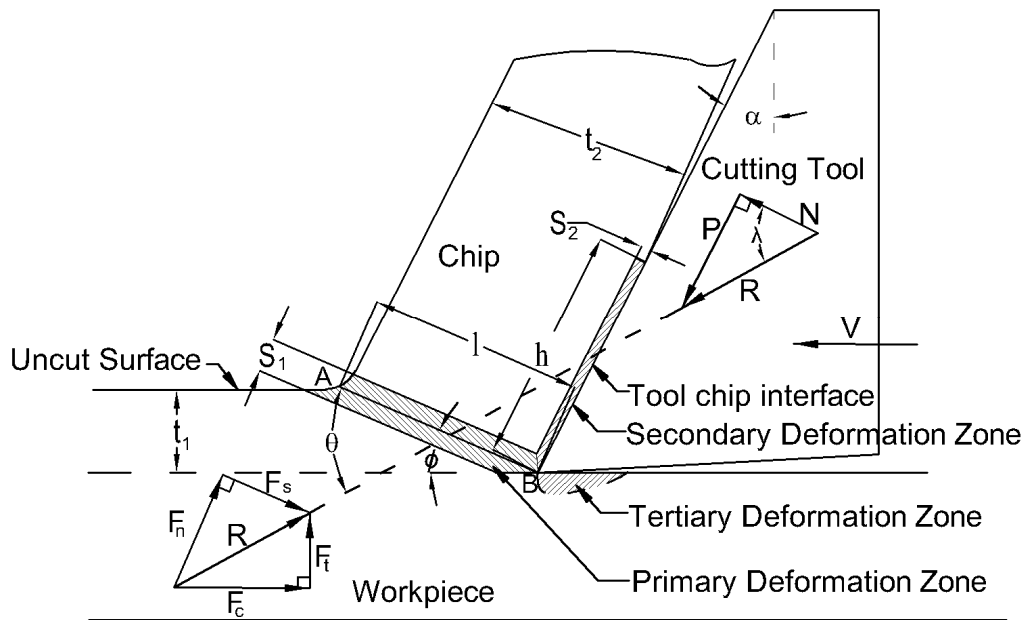 α
t2
Cutting Tool
S2
N
P
λ
Chip
R
V
l
h
Uncut Surface
S1
A
Tool chip interface
t1
θ
Secondary Deformation Zone
ϕ
B
Fs
Tertiary Deformation Zone
Fn
R
Ft
Primary Deformation Zone
Fc
Workpiece